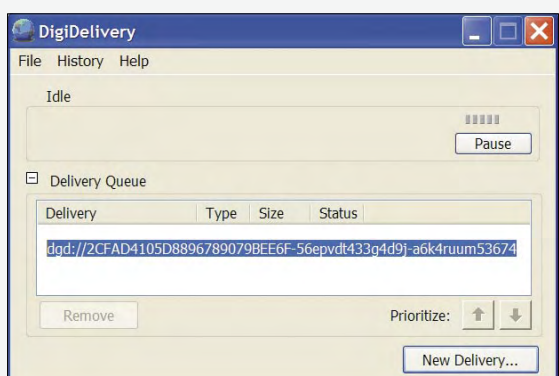 DigiDelivery
File History Help
Idle
Pause
Delivery Queue
Delivery Type Size Status
dgd://2CFAD4105D8896789079BEE6F-56epvdt433g4d9j-a6k4ruum53674
Remove Prioritize:
New Delivery...